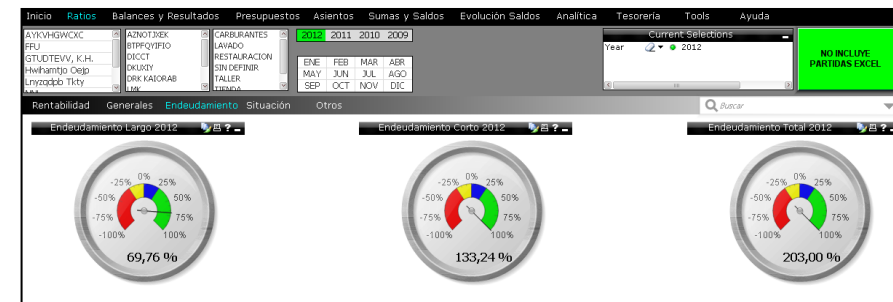 Inicio Ratios Balances y Resultados Presupuestos Asientos Sumas y Saldos Evolución Saldos Analítica Tesorería Tools Ayuda
AYKVHGWCXC
FFU
GTUDTEVV, K.H.
Hwihamtjo Oejp
Lnyzqdpb Tkty
AZNOTJXEK
BTPFQYIFIO
DICCT
DKUXIY
DRK KAIORAB
LMK
CARBURANTES
LAVADO
RESTAURACION
SIN DEFINIR
TALLER
TIENDA
2012 2011 2010 2009
ENE FEB MAR ABR
MAY JUN JUL AGO
SEP OCT NOV DIC
Current Selections
Year 2012
NO INCLUYE
PARTIDAS EXCEL
Rentabilidad Generales Endeudamiento Situación Otros
Buscar
Endeudamiento Largo 2012 ?
-100% -75% -50% -25% 0% 25% 50% 75% 100%
69,76 %
Endeudamiento Corto 2012 ?
-100% -75% -50% -25% 0% 25% 50% 75% 100%
133,24 %
Endeudamiento Total 2012 ?
-100% -75% -50% -25% 0% 25% 50% 75% 100%
203,00 %